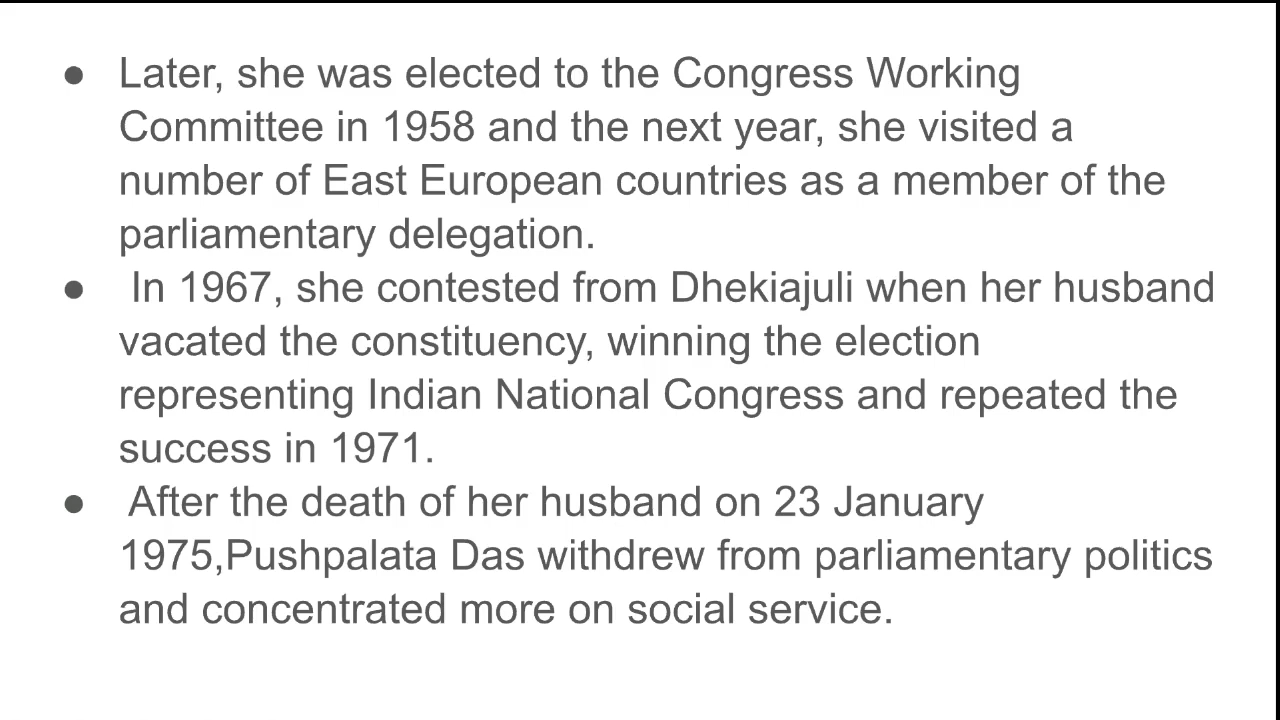 ● Later, she was elected to the Congress Working
Committee in 1958 and the next year, she visited a
number of East European countries as a member of the
parliamentary delegation.
● In 1967, she contested from Dhekiajuli when her husband
vacated the constituency, winning the election
representing Indian National Congress and repeated the
success in 1971.
● After the death of her husband on 23 January
1975,Pushpalata Das withdrew from parliamentary politics
and concentrated more on social service.